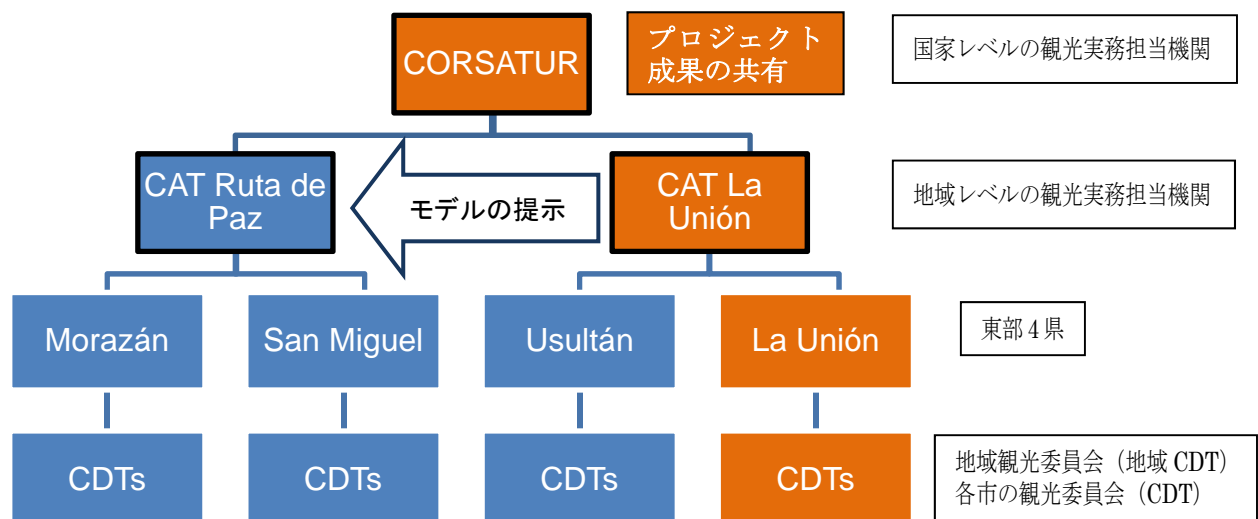 CORSATUR
プロジェクト
成果の共有
国家レベルの観光実務担当機関
CAT Ruta de
Paz
モデルの提示
CAT La
Unión
地域レベルの観光実務担当機関
Morazán
San Miguel
Usultán
La Unión
東部4県
CDTs
CDTs
CDTs
CDTs
地域観光委員会（地域 CDT）
各市の観光委員会（CDT）